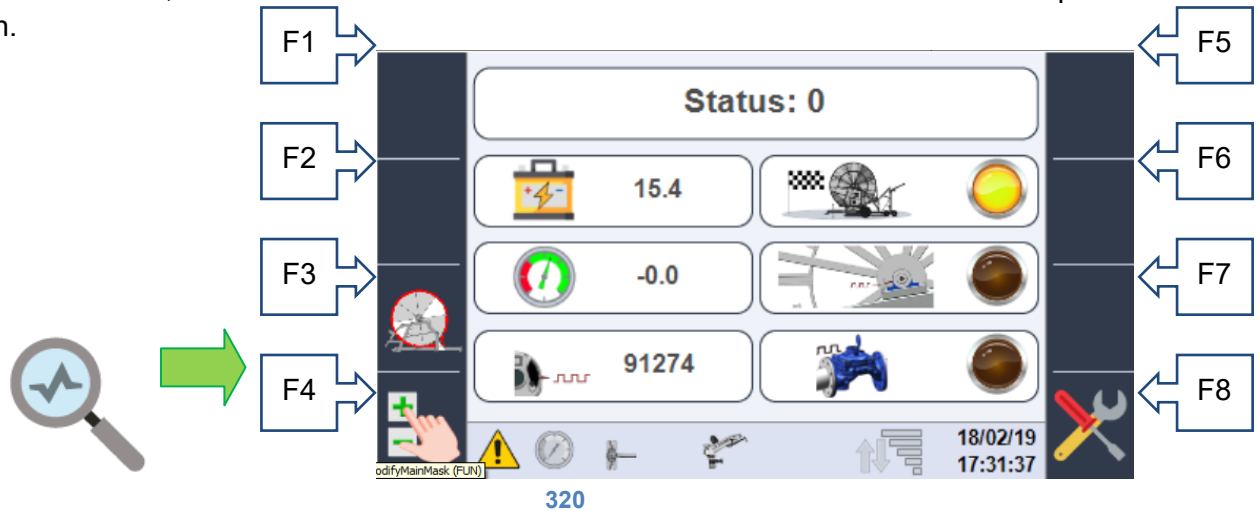 n.
F1
F5
Status: 0
F2
F6
15.4
F3
F7
-0.0
91274
F4
F8
18/02/19
17:31:37
odifyMainMask (FUN)
320